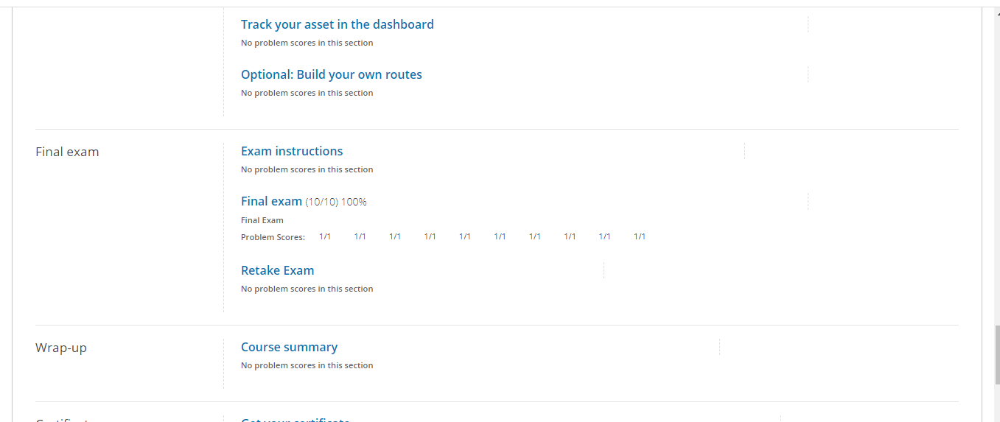 Track your asset in the dashboard
No problem scores in this section
Optional: Build your own routes
No problem scores in this section
Final exam
Exam instructions
No problem scores in this section
Final exam (10/10) 100%
Final Exam
Problem Scores: 1/1 1/1 1/1 1/1 1/1 1/1 1/1 1/1 1/1 1/1
Retake Exam
No problem scores in this section
Wrap-up
Course summary
No problem scores in this section
Get your certificate